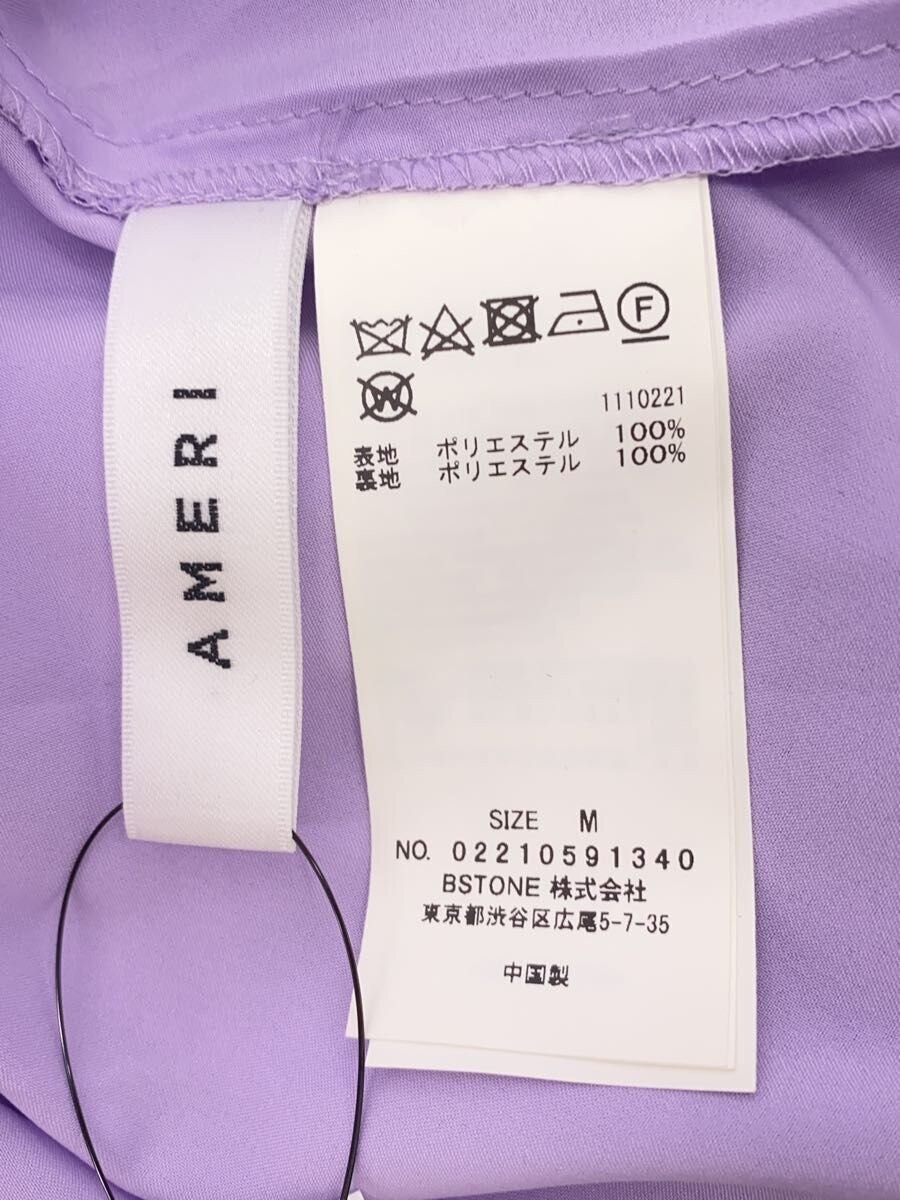 AMERI
F
W
1110221
表地 ポリエステル 100%
裏地 ポリエステル 100%
SIZE M
NO. 02210591340
BSTONE 株式会社
東京都渋谷区広尾5-7-35
中国製